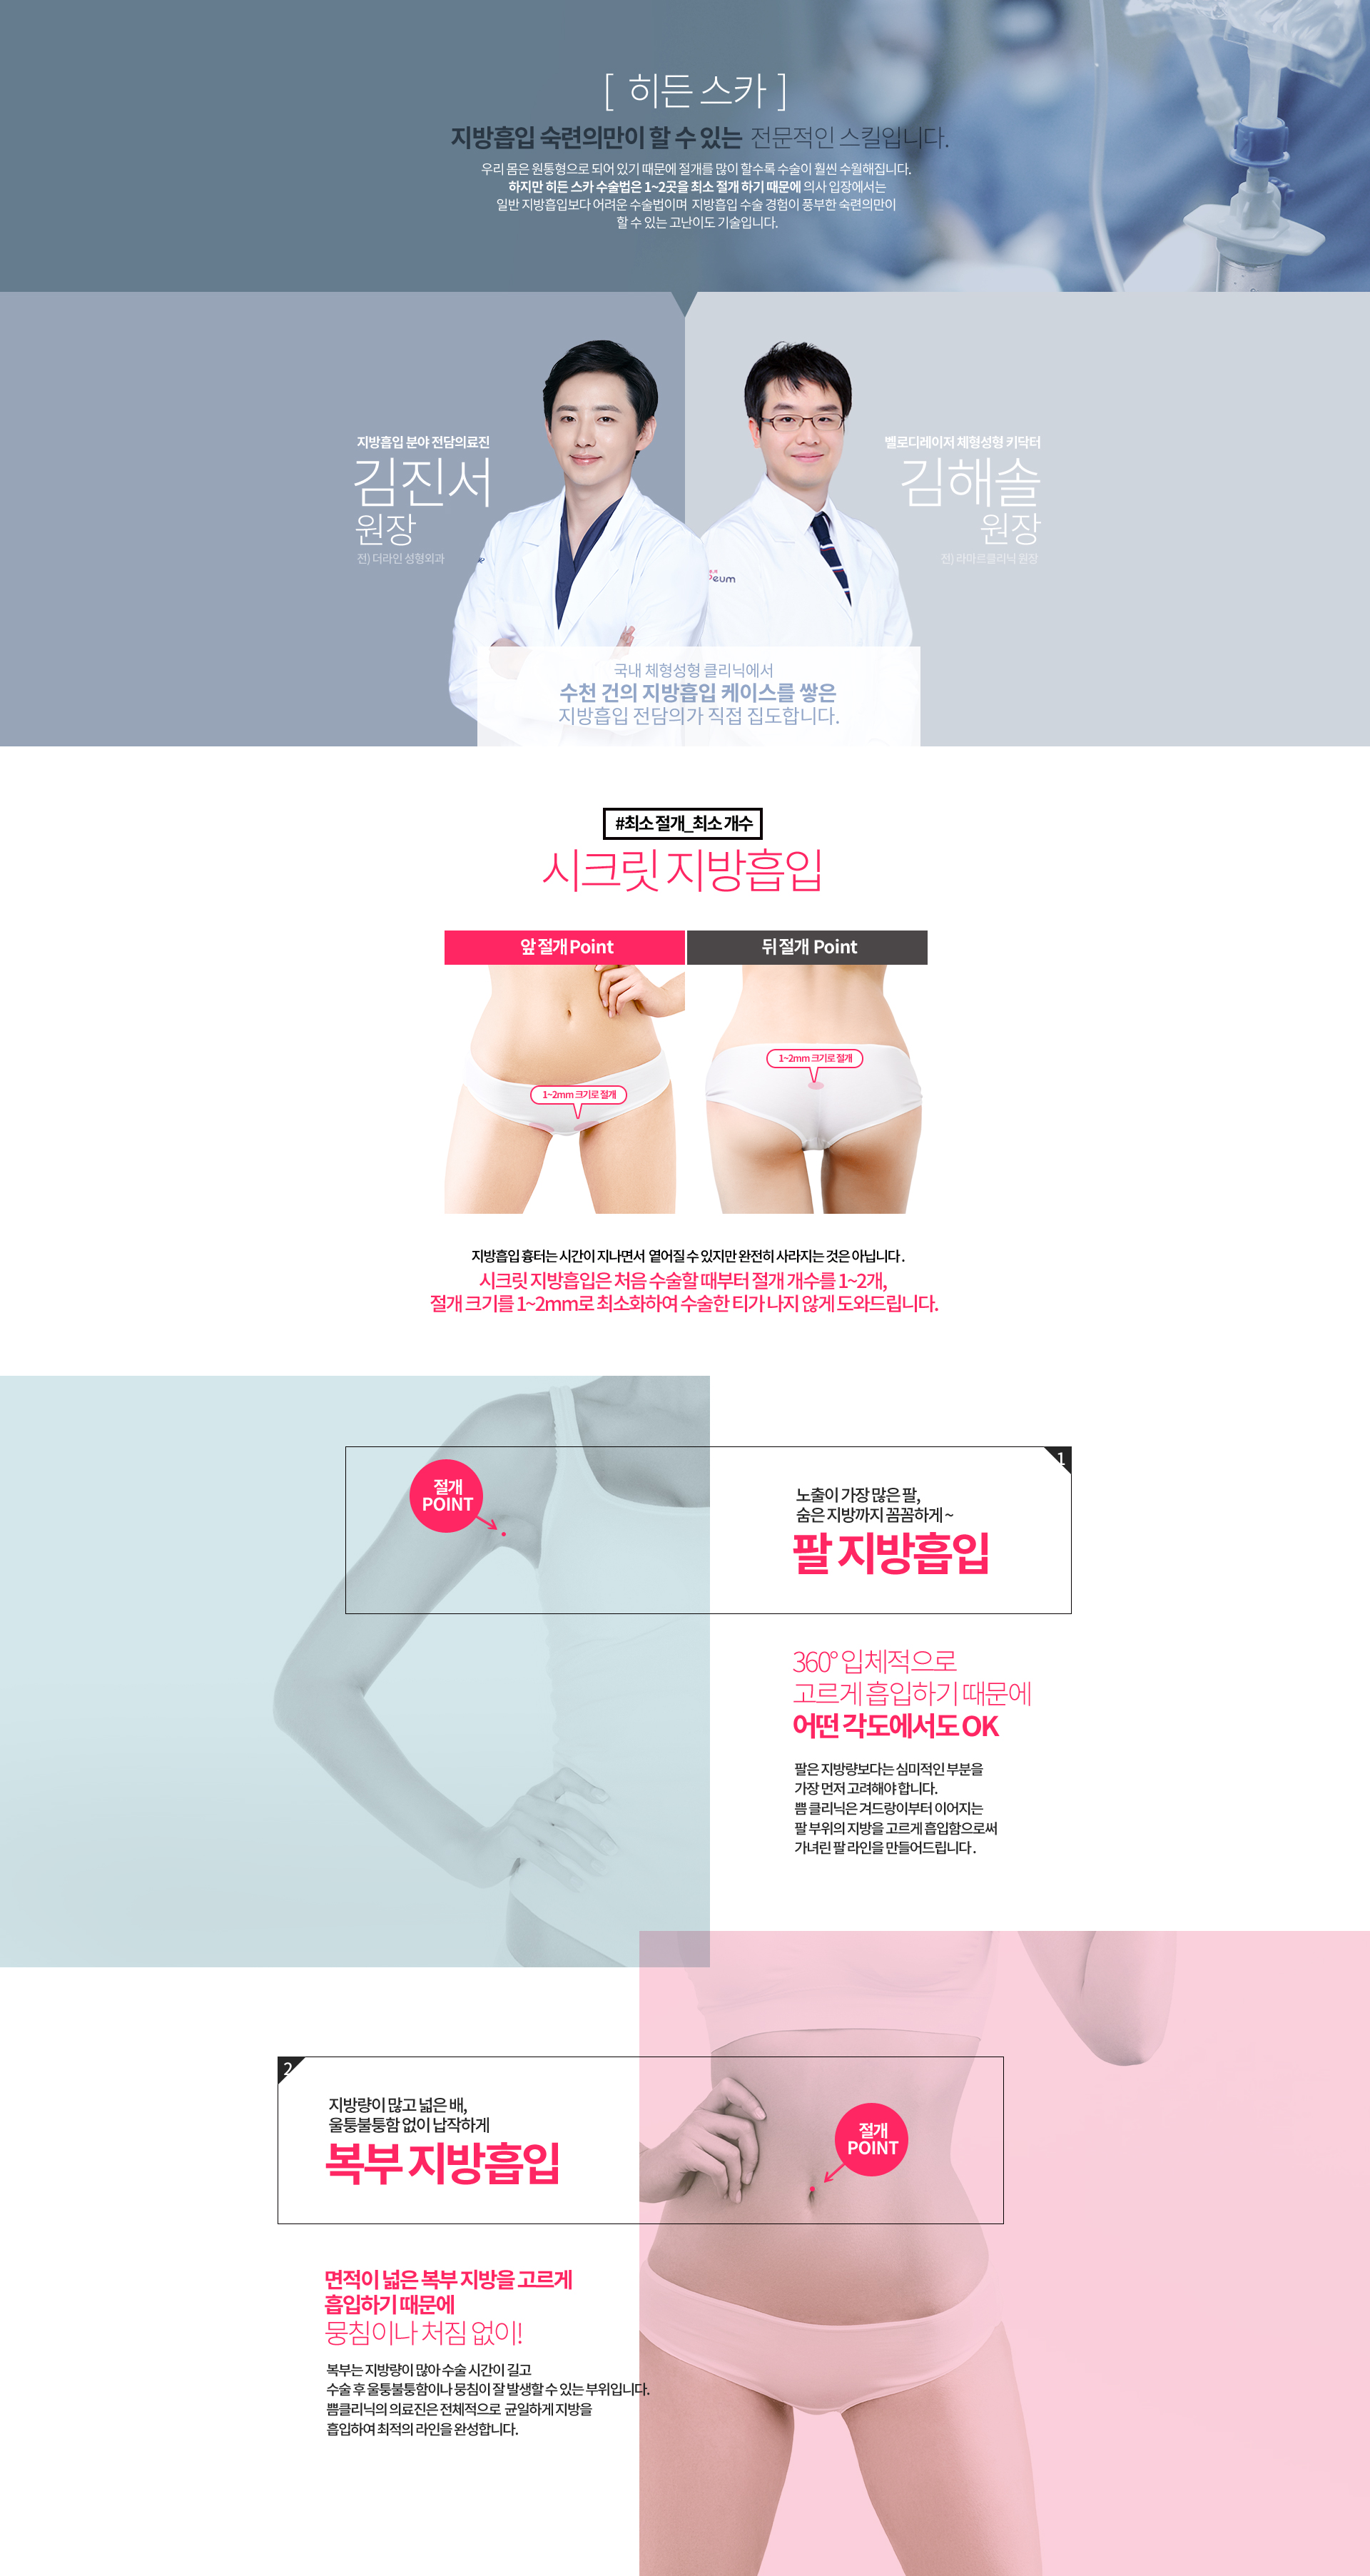 [ 히든 스카 ]
지방흡입 숙련의만이 할 수 있는 전문적인 스킬입니다.
우리 몸은 원통형으로 되어 있기 때문에 절개를 많이 할수록 수술이 훨씬 수월해집니다.
하지만 히든 스카 수술법은 1~2곳을 최소 절개 하기 때문에 의사 입장에서는
일반 지방흡입보다 어려운 수술법이며 지방흡입 수술 경험이 풍부한 숙련의만이
할 수 있는 고난이도 기술입니다.
지방흡입 분야 전담의료진
김진서
원장
전) 더라인 성형외과
벨로디레이저 체형성형 키닥터
김해솔
원장
전) 라마르클리닉 원장
eum
국내 체형성형 클리닉에서
수천 건의 지방흡입 케이스를 쌓은
지방흡입 전담의가 직접 집도합니다.
#최소 절개_최소 개수
시크릿 지방흡입
앞 절개 Point
뒤 절개 Point
1~2mm 크기로 절개
1~2mm 크기로 절개
지방흡입 흉터는 시간이 지나면서 옅어질 수 있지만 완전히 사라지는 것은 아닙니다.
시크릿 지방흡입은 처음 수술할 때부터 절개 개수를 1~2개,
절개 크기를 1~2mm로 최소화하여 수술한 티가 나지 않게 도와드립니다.
1
절개
POINT
노출이 가장 많은 팔,
숨은 지방까지 꼼꼼하게~
팔 지방흡입
360° 입체적으로
고르게 흡입하기 때문에
어떤 각도에서도 OK
팔은 지방량보다는 심미적인 부분을
가장 먼저 고려해야 합니다.
쁨 클리닉은 겨드랑이부터 이어지는
팔 부위의 지방을 고르게 흡입함으로써
가녀린 팔 라인을 만들어드립니다.
2
지방량이 많고 넓은 배,
울퉁불퉁함 없이 납작하게
복부 지방흡입
절개
POINT
면적이 넓은 복부 지방을 고르게
흡입하기 때문에
뭉침이나 처짐 없이!
복부는 지방량이 많아 수술 시간이 길고
수술 후 울퉁불퉁함이나 뭉침이 잘 발생할 수 있는 부위입니다.
쁨클리닉의 의료진은 전체적으로 균일하게 지방을
흡입하여 최적의 라인을 완성합니다.